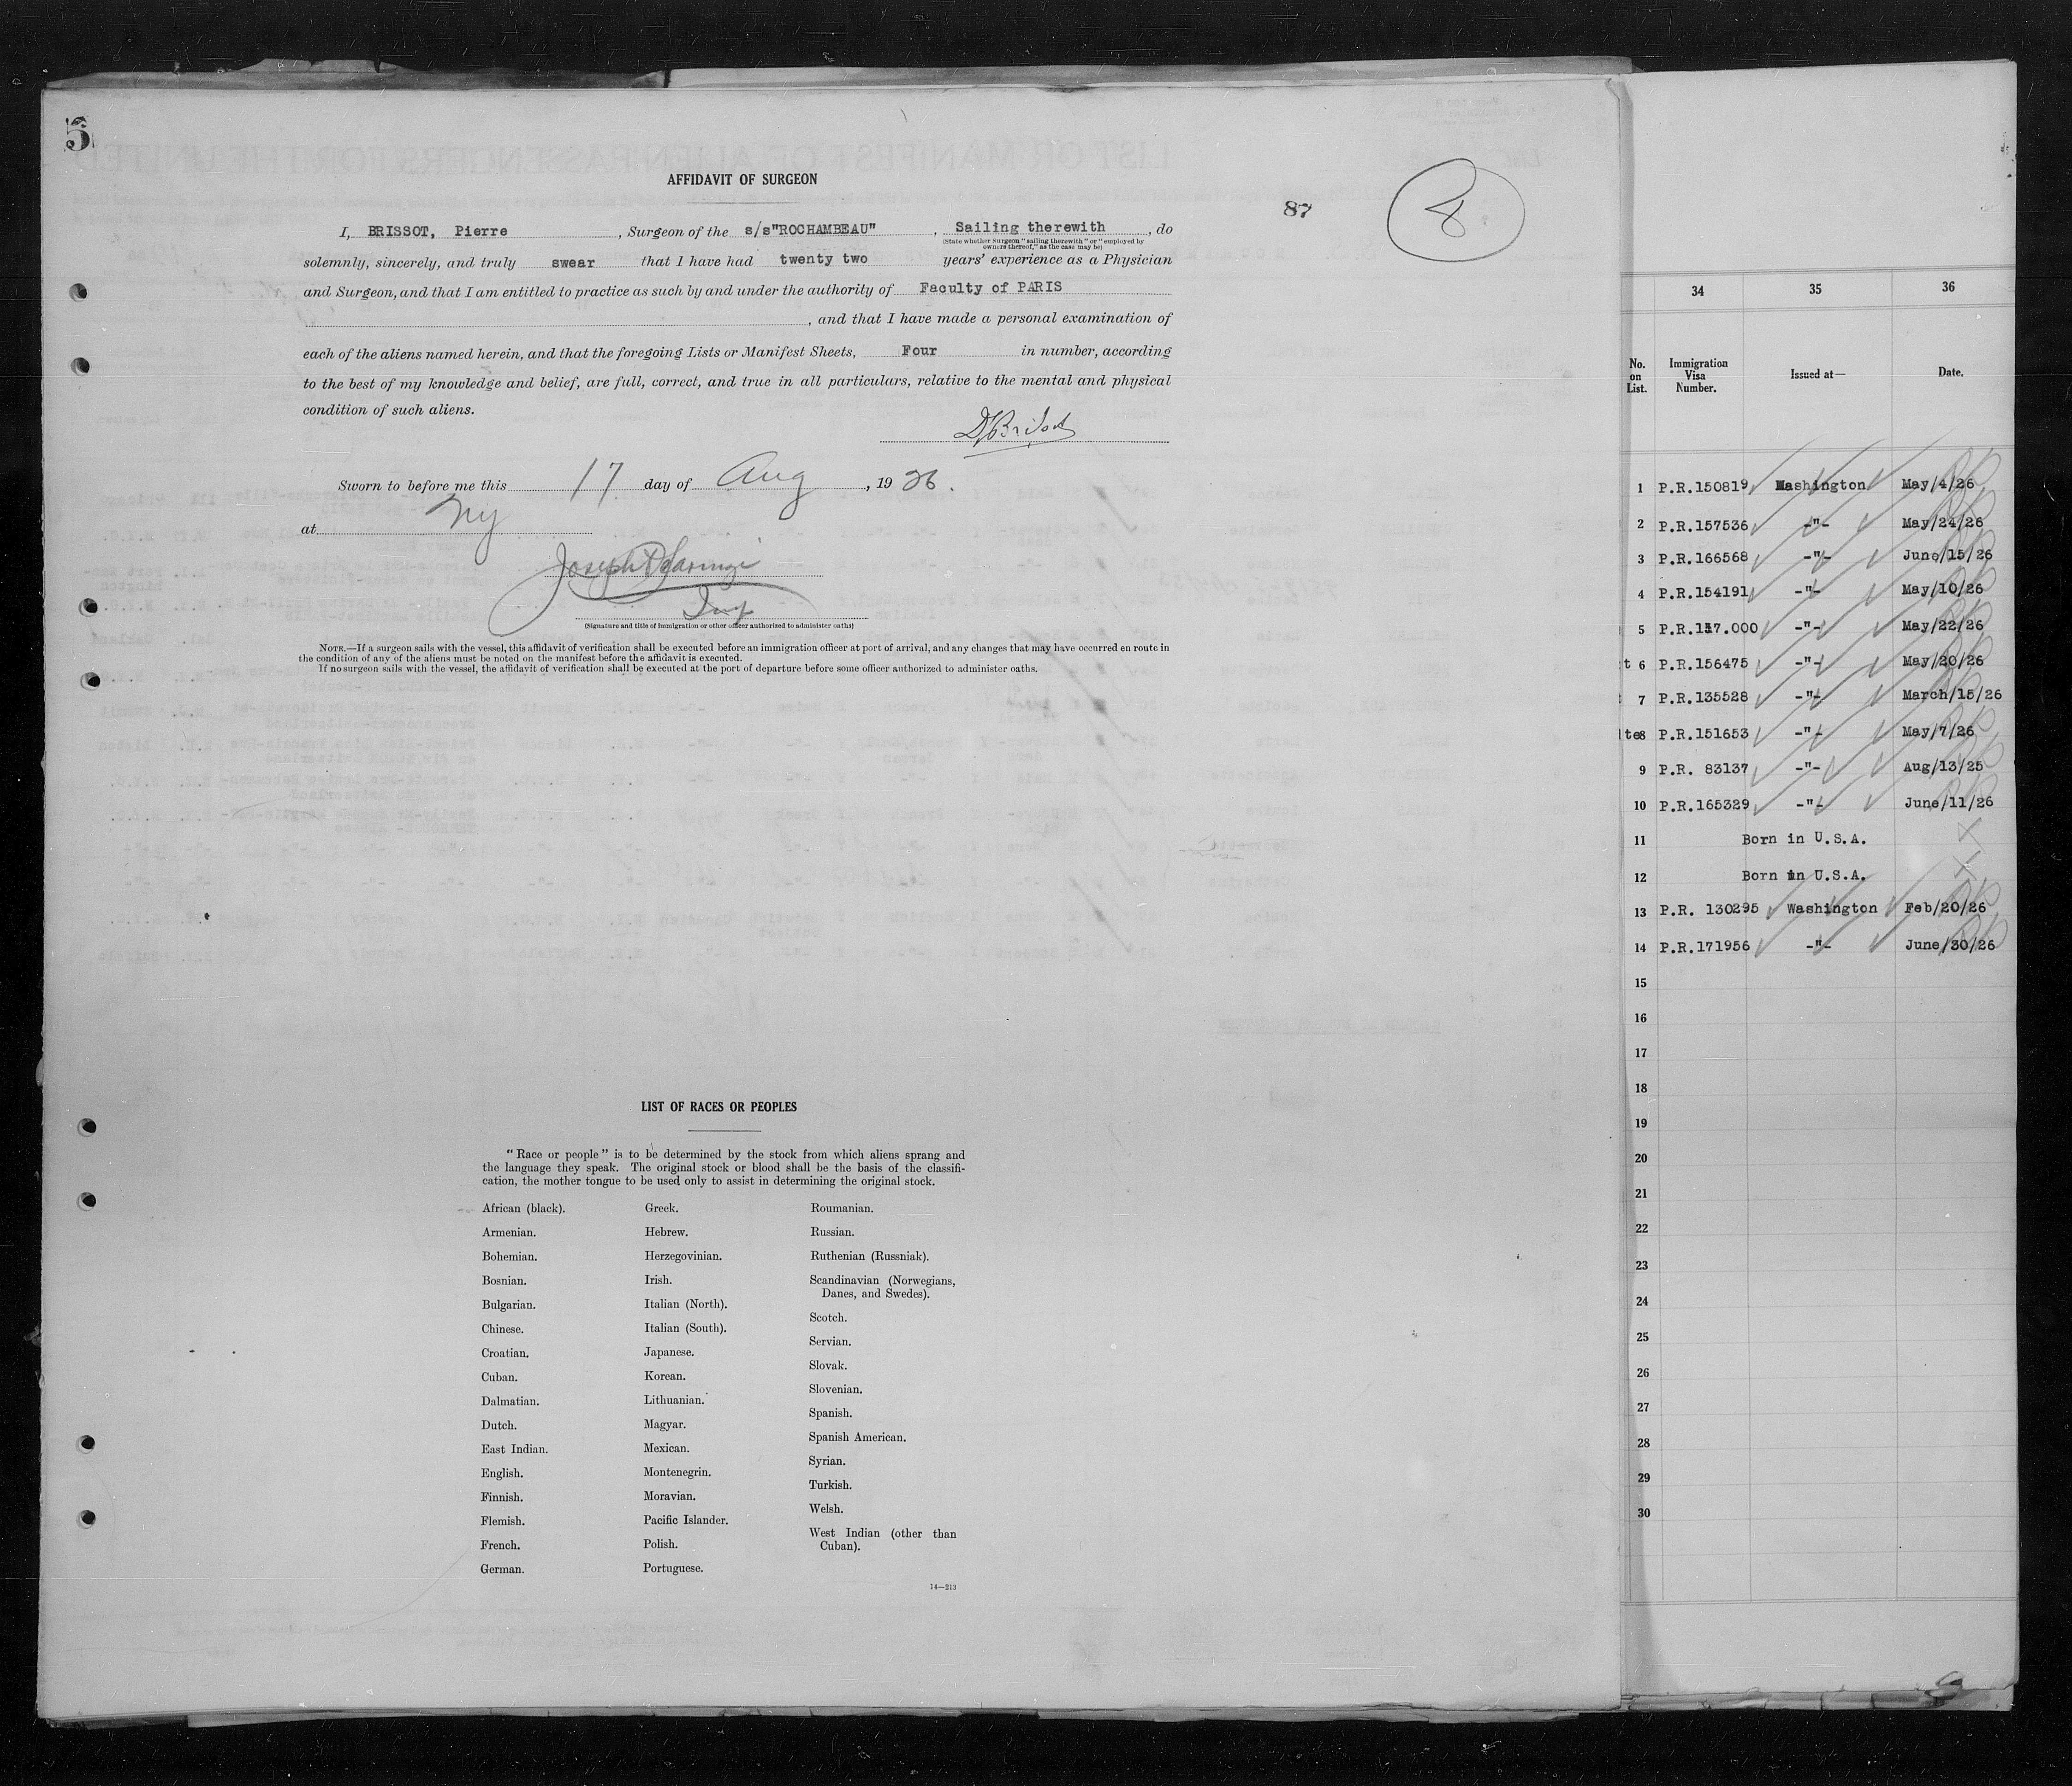 5
AFFIDAVIT OF SURGEON
87
8
I, BRISSOT, Pierre, Surgeon of the s/s"ROCHAMBEAU", Sailing therewith, do
(State whether Surgeon "sailing therewith" or "employed by
owners thereof," as the case may be)
solemnly, sincerely, and truly swear that I have had twenty two years' experience as a Physician
and Surgeon, and that I am entitled to practice as such by and under the authority of Faculty of PARIS
, and that I have made a personal examination of
each of the aliens named herein, and that the foregoing Lists or Manifest Sheets, Four in number, according
to the best of my knowledge and belief, are full, correct, and true in all particulars, relative to the mental and physical
condition of such aliens.
Sworn to before me this 17 day of Aug, 1926.
at NY
Joseph
Insp
(Signature and title of immigration or other officer authorized to administer oaths)
NOTE.—If a surgeon sails with the vessel, this affidavit of verification shall be executed before an immigration officer at port of arrival, and any changes that may have occurred en route in
the condition of any of the aliens must be noted on the manifest before the affidavit is executed.
If no surgeon sails with the vessel, the affidavit of verification shall be executed at the port of departure before some officer authorized to administer oaths.
LIST OF RACES OR PEOPLES
"Race or people" is to be determined by the stock from which aliens sprang and
the language they speak. The original stock or blood shall be the basis of the classifi-
cation, the mother tongue to be used only to assist in determining the original stock.
African (black).
Armenian.
Bohemian.
Bosnian.
Bulgarian.
Chinese.
Croatian.
Cuban.
Dalmatian.
Dutch.
East Indian.
English.
Finnish.
Flemish.
French.
German.
Greek.
Hebrew.
Herzegovinian.
Irish.
Italian (North).
Italian (South).
Japanese.
Korean.
Lithuanian.
Magyar.
Mexican.
Montenegrin.
Moravian.
Pacific Islander.
Polish.
Portuguese.
Roumanian.
Russian.
Ruthenian (Russniak).
Scandinavian (Norwegians,
Danes, and Swedes).
Scotch.
Servian.
Slovak.
Slovenian.
Spanish.
Spanish American.
Syrian.
Turkish.
Welsh.
West Indian (other than
Cuban).
14—213
34 35 36
No. on List. Immigration Visa Number. Issued at— Date.
1 P.R.150819 Washington May/4/26
2 P.R.157536 -"- May/24/26
3 P.R.166568 -"- June/15/26
4 P.R.154191 -"- May/10/26
5 P.R.147.000 -"- May/22/26
t 6 P.R.156475 -"- May/20/26
7 P.R.135528 -"- March/15/26
te8 P.R.151653 -"- May/7/26
9 P.R. 83137 -"- Aug/13/25
10 P.R.165329 -"- June/11/26
11 Born in U.S.A.
12 Born in U.S.A.
13 P.R. 130295 Washington Feb/20/26
14 P.R.171956 -"- June/30/26
15
16
17
18
19
20
21
22
23
24
25
26
27
28
29
30